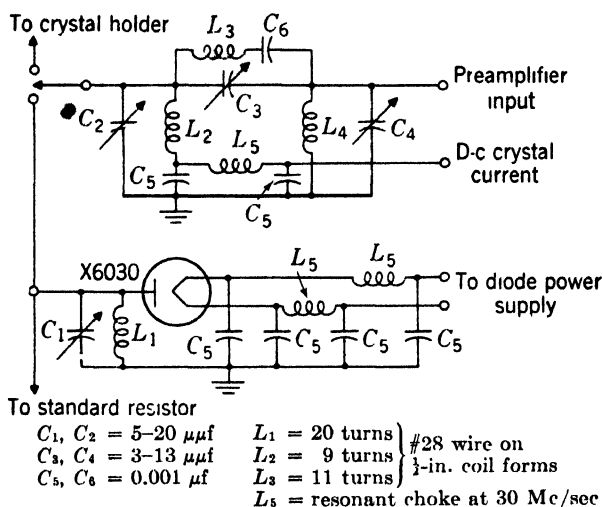 To crystal holder
L3
C6
C3
Preamplifier
input
C2
L2
L5
L4
C4
D-c crystal
current
C5
C5
X6030
L5
L5
To diode power
supply
C1
L1
C5
C5
C5
C5
To standard resistor
C1, C2 = 5–20 μμf L1 = 20 turns
C3, C4 = 3–13 μμf L2 = 9 turns #28 wire on
C5, C6 = 0.001 μf L3 = 11 turns ½-in. coil forms
L5 = resonant choke at 30 Mc/sec